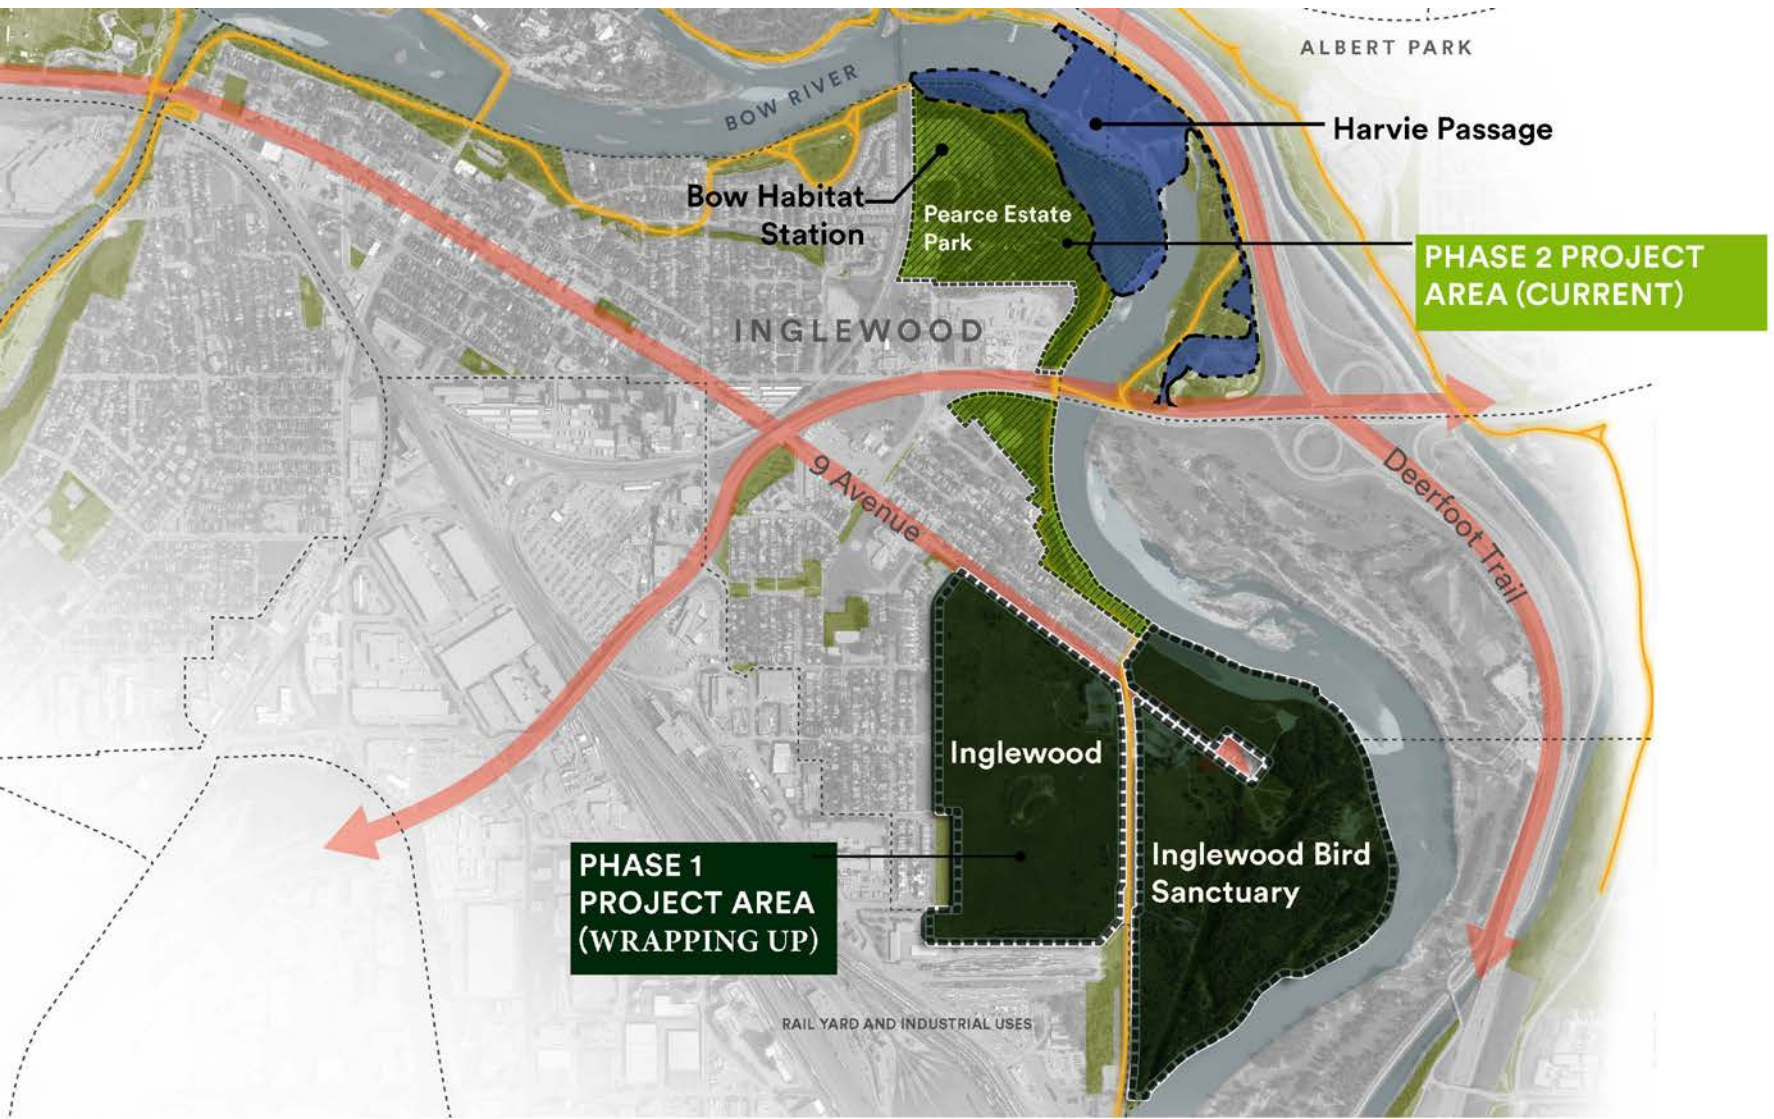 ALBERT PARK
BOW RIVER
Harvie Passage
Bow Habitat
Station
Pearce Estate
Park
PHASE 2 PROJECT
AREA (CURRENT)
INGLEWOOD
9 Avenue
Deerfoot Trail
Inglewood
PHASE 1
PROJECT AREA
(WRAPPING UP)
Inglewood Bird
Sanctuary
RAIL YARD AND INDUSTRIAL USES